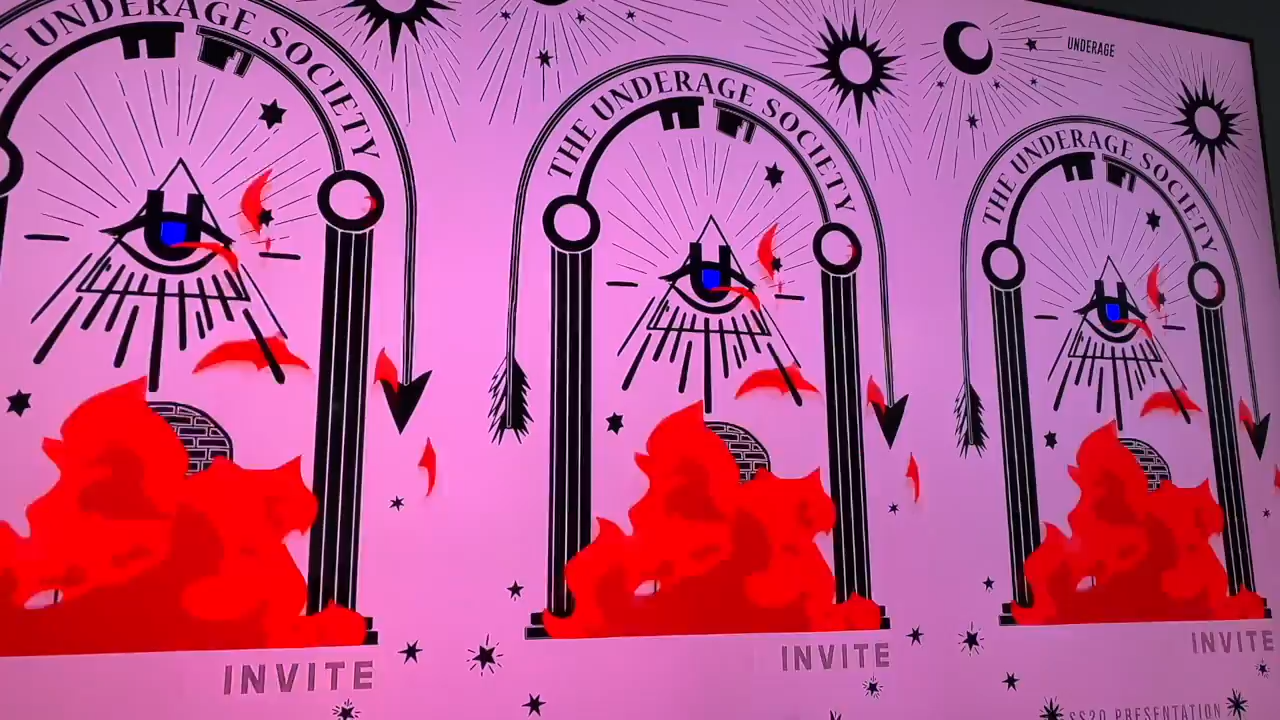 THE UNDERAGE SOCIETY
INVITE
THE UNDERAGE SOCIETY
INVITE
UNDERAGE
THE UNDERAGE SOCIETY
INVITE
SS20 PRESENTATION